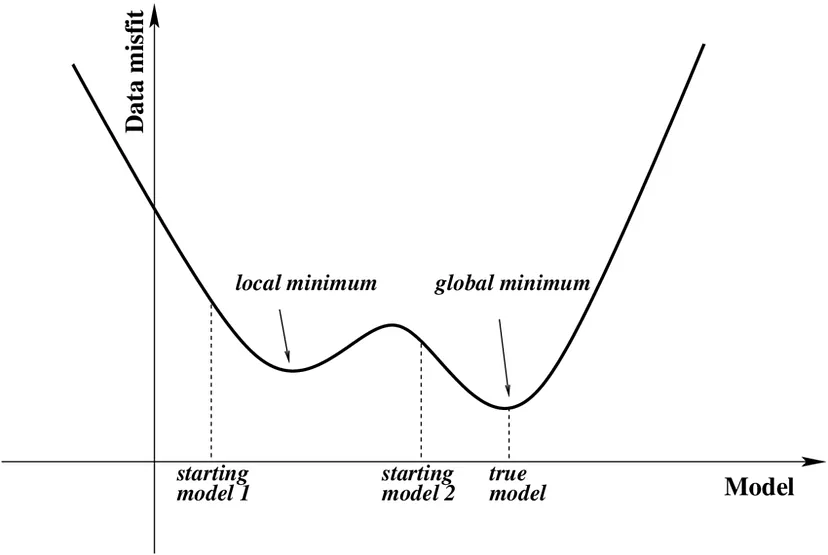 Data misfit
local minimum
global minimum
starting
model 1
starting
model 2
true
model
Model